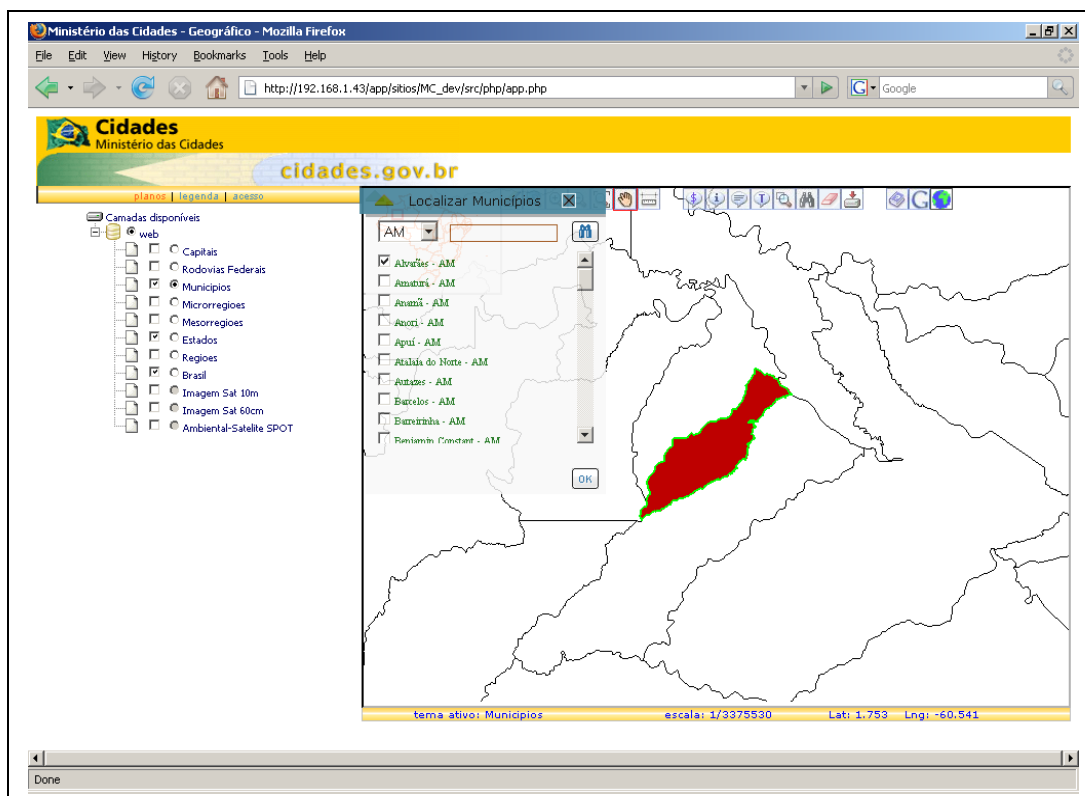 Ministério das Cidades - Geográfico - Mozilla Firefox
File Edit View History Bookmarks Tools Help
http://192.168.1.43/app/sitios/MC_dev/src/php/app.php
G Google
Cidades
Ministério das Cidades
cidades.gov.br
planos | legenda | acesso
Camadas disponíveis
web
Capitais
Rodovias Federais
Municipios
Microrregioes
Mesorregioes
Estados
Regioes
Brasil
Imagem Sat 10m
Imagem Sat 60cm
Ambiental-Satelite SPOT
Localizar Municípios
AM
Alvarães - AM
Amaturá - AM
Anamã - AM
Anori - AM
Apuí - AM
Atalaia do Norte - AM
Autazes - AM
Barcelos - AM
Barreirinha - AM
Benjamin Constant - AM
OK
$ i T G
tema ativo: Municipios escala: 1/3375530 Lat: 1.753 Lng: -60.541
Done